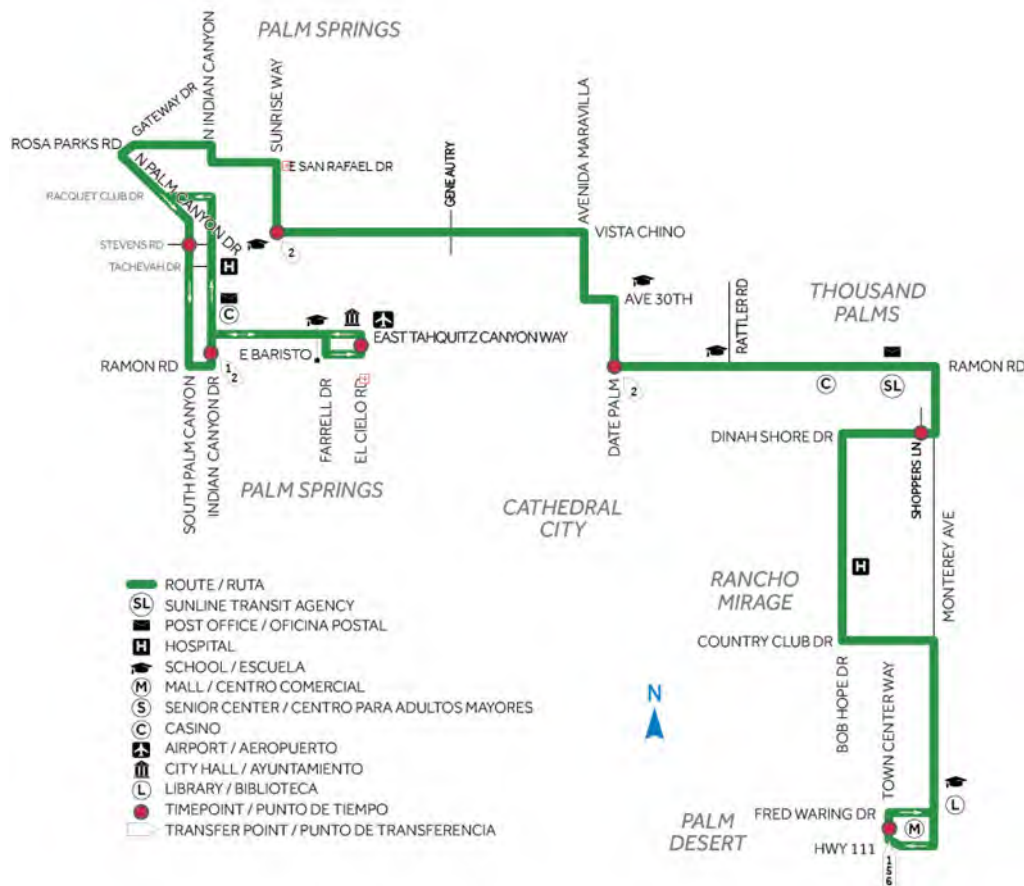 PALM SPRINGS
GATEWAY DR
N INDIAN CANYON
SUNRISE WAY
AVENIDA MARAVILLA
ROSA PARKS RD
E SAN RAFAEL DR
N PALM CANYON DR
RACQUET CLUB DR
GENE AUTRY
STEVENS RD
2
VISTA CHINO
TACHEVAH DR
H
C
AVE 30TH
RATTLER RD
THOUSAND
PALMS
EAST TAHQUITZ CANYON WAY
E BARISTO
RAMON RD
1
2
SOUTH PALM CANYON
INDIAN CANYON DR
FARRELL DR
EL CIELO RD
DATE PALM
2
C
SL
RAMON RD
DINAH SHORE DR
SHOPPERS LN
PALM SPRINGS
CATHEDRAL
CITY
MONTEREY AVE
H
RANCHO
MIRAGE
COUNTRY CLUB DR
BOB HOPE DR
TOWN CENTER WAY
N
L
FRED WARING DR
M
HWY 111
PALM
DESERT
1
5
6
ROUTE / RUTA
SL SUNLINE TRANSIT AGENCY
POST OFFICE / OFICINA POSTAL
H HOSPITAL
SCHOOL / ESCUELA
M MALL / CENTRO COMERCIAL
S SENIOR CENTER / CENTRO PARA ADULTOS MAYORES
C CASINO
AIRPORT / AEROPUERTO
CITY HALL / AYUNTAMIENTO
L LIBRARY / BIBLIOTECA
TIMEPOINT / PUNTO DE TIEMPO
TRANSFER POINT / PUNTO DE TRANSFERENCIA